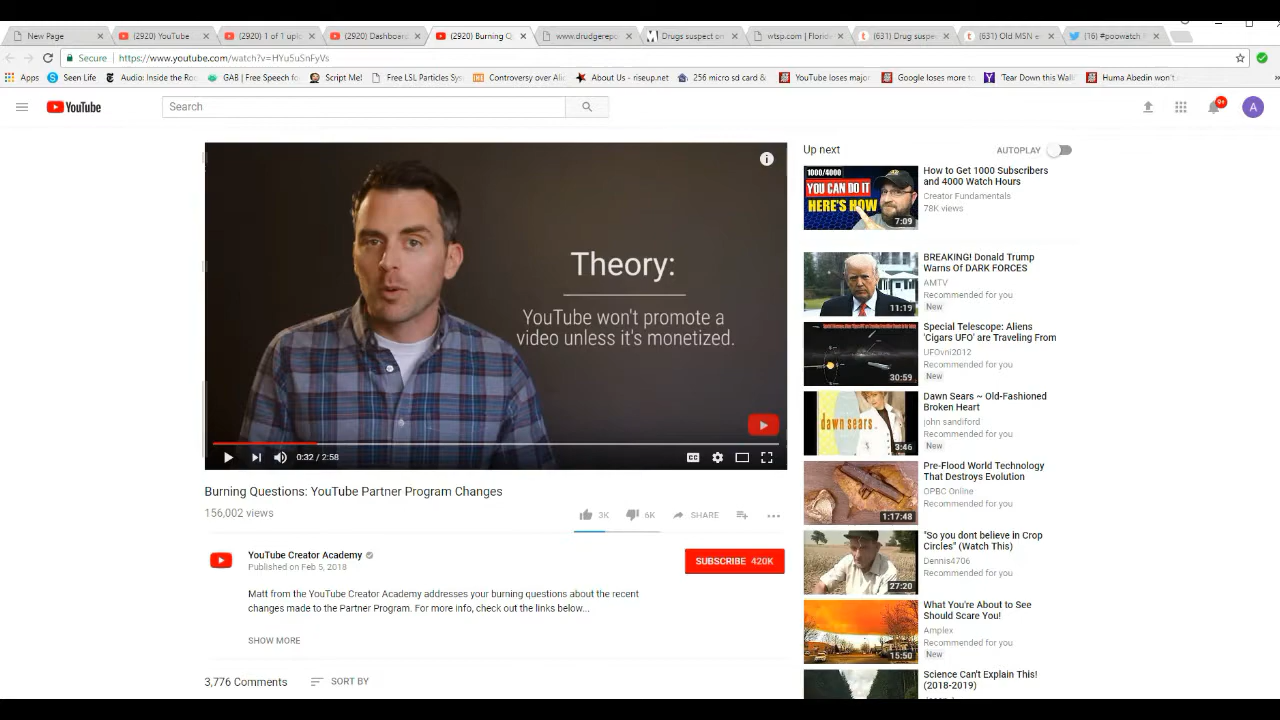 New Page
(2920) YouTube
(2920) 1 of 1 uplo
(2920) Dashboard
(2920) Burning Q
www.drudgerepo
Drugs suspect on
wtsp.com | Florid
(631) Drug suspec
(631) Old MSN e
(16) #poowatch
Secure https://www.youtube.com/watch?v=HYu5uSnFyVs
Apps
Seen Life
Audio: Inside the Ro
GAB | Free Speech fo
Script Mel
Free LSL Particle Sy
Controversy over Ali
About Us - riseup.net
256 micro sd card &
YouTube loses major
Google loses more to
Tear Down this Wall
Huma Abedin won't
YouTube
Search
9+
A
Theory:
YouTube won't promote a
video unless it's monetized.
0:32 / 2:58
CC
Burning Questions: YouTube Partner Program Changes
156,002 views
3K
6K
SHARE
YouTube Creator Academy
Published on Feb 5, 2018
SUBSCRIBE 420K
Matt from the YouTube Creator Academy addresses your burning questions about the recent
changes made to the Partner Program. For more info, check out the links below...
SHOW MORE
3,776 Comments
SORT BY
Up next
AUTOPLAY
1000/4000
YOU CAN DO IT
HERE'S HOW
7:09
How to Get 1000 Subscribers
and 4000 Watch Hours
Creator Fundamentals
78K views
11:19
BREAKING! Donald Trump
Warns Of DARK FORCES
AMTV
Recommended for you
New
30:59
Special Telescope: Aliens
'Cigars UFO' are Traveling From
UFOvni2012
Recommended for you
New
dawn sears
3:46
Dawn Sears ~ Old-Fashioned
Broken Heart
john sandiford
Recommended for you
New
1:17:48
Pre-Flood World Technology
That Destroys Evolution
OPBC Online
Recommended for you
27:20
"So you dont believe in Crop
Circles" (Watch This)
Dennis4706
Recommended for you
15:50
What You're About to See
Should Scare You!
Amplex
Recommended for you
New
Science Can't Explain This!
(2018-2019)